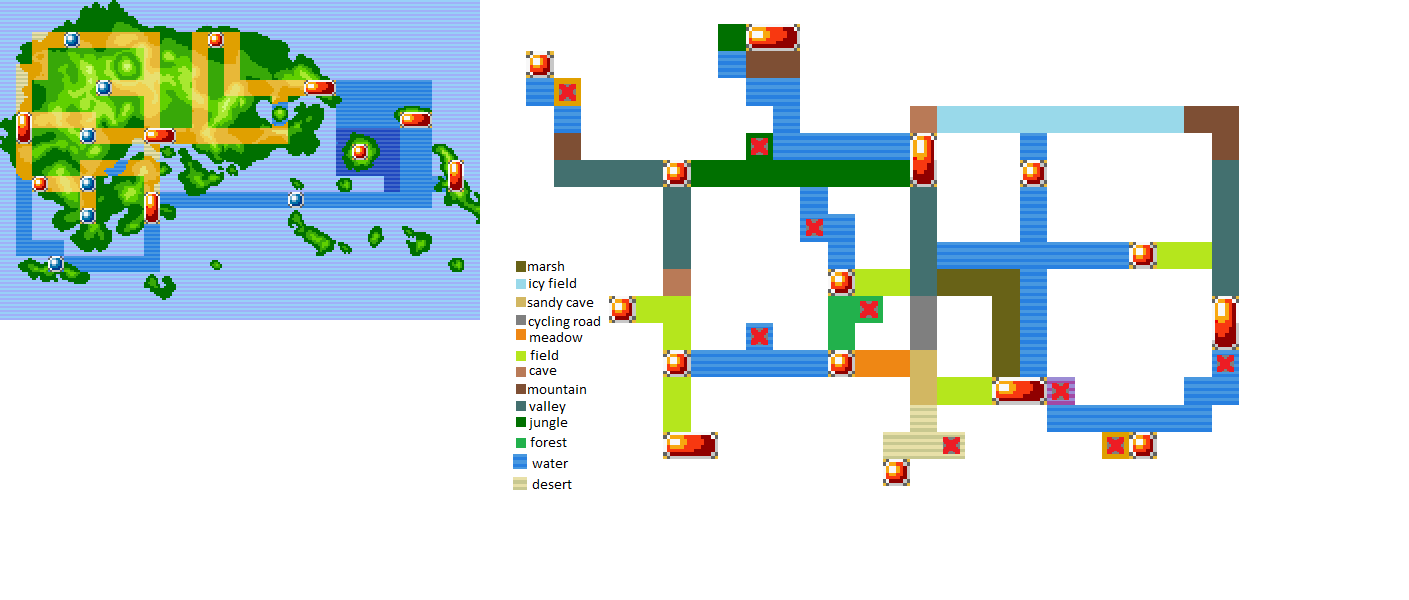 marsh
icy field
sandy cave
cycling road
meadow
field
cave
mountain
valley
jungle
forest
water
desert